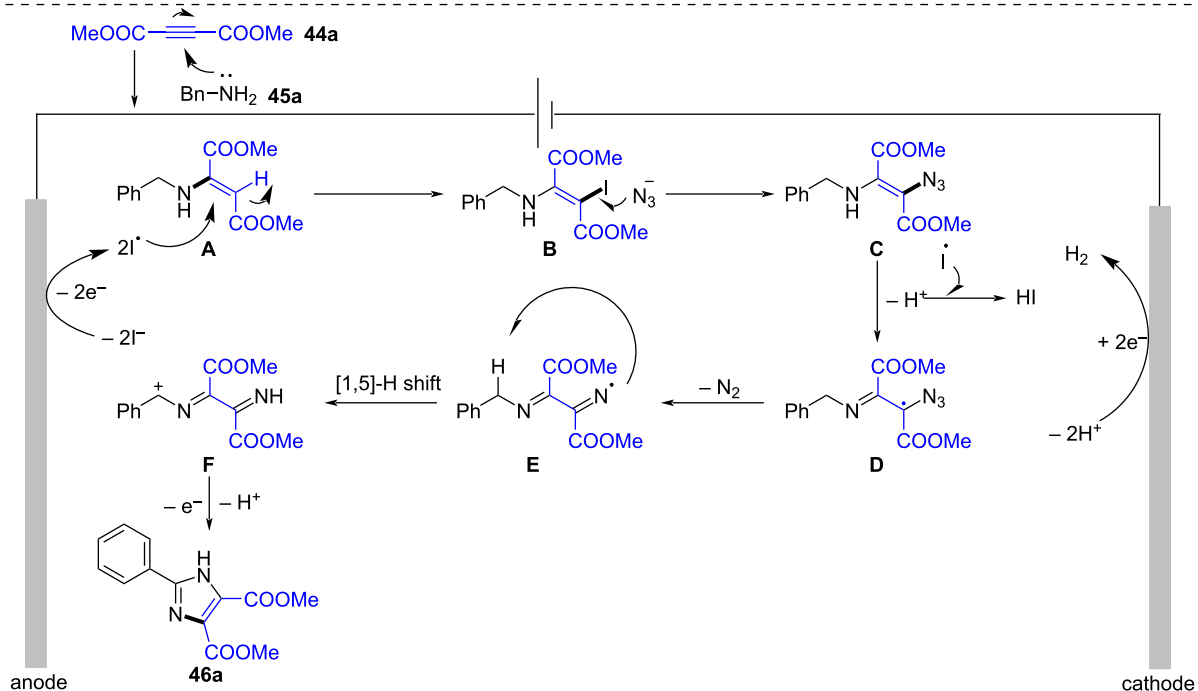 MeOOC COOMe 44a
Bn–NH₂ 45a
COOMe
H
Ph N H
COOMe
A
2I•
– 2e⁻
– 2I⁻
COOMe
I
Ph N H
COOMe
B
N₃⁻
COOMe
N₃
Ph N H
COOMe
C
I•
– H⁺
HI
H₂
+ 2e⁻
– 2H⁺
COOMe
N₃
Ph N
COOMe
D
– N₂
H
COOMe
N•
Ph N
COOMe
E
[1,5]-H shift
+
COOMe
NH
Ph N
COOMe
F
– e⁻ – H⁺
H
N
N
COOMe
COOMe
46a
anode
cathode